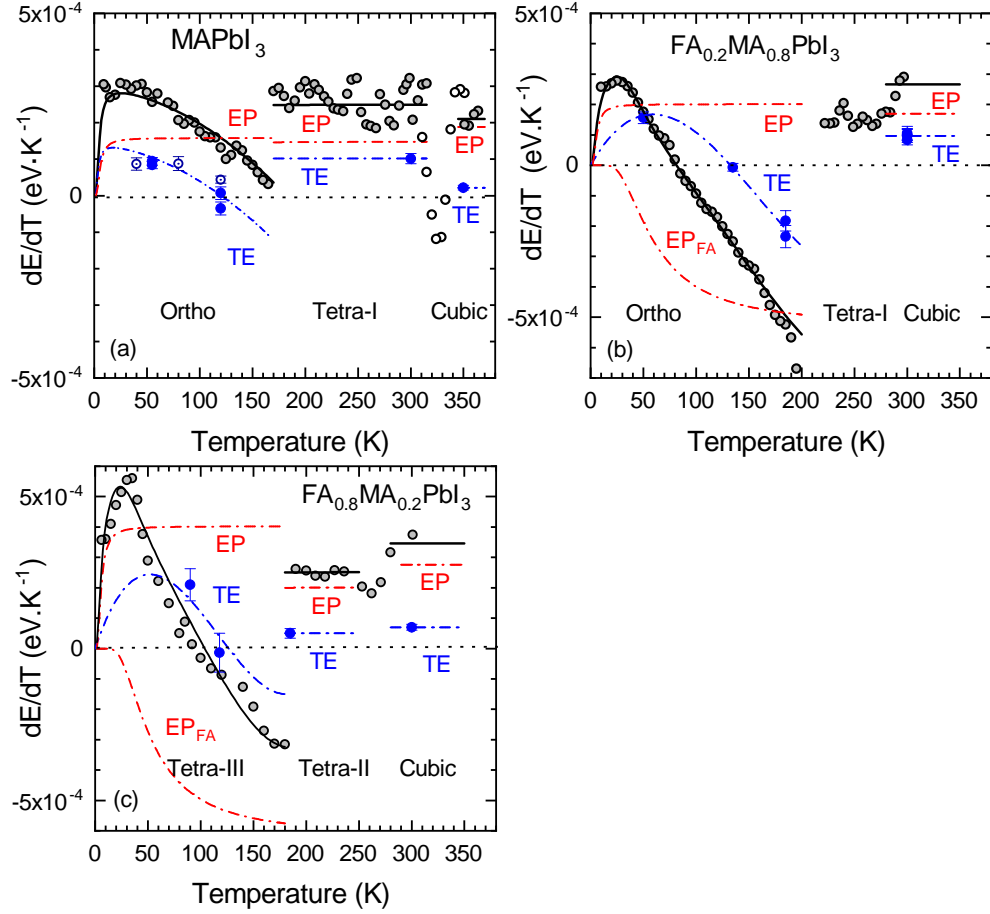 MAPbI3
5x10-4
0
-5x10-4
dE/dT (eV.K-1)
EP
EP
EP
TE
TE
TE
Ortho
Tetra-I
Cubic
(a)
0 50 100 150 200 250 300 350
Temperature (K)
FA0.2MA0.8PbI3
5x10-4
0
-5x10-4
dE/dT (eV.K-1)
EP
EP
TE
TE
EPFA
Ortho
Tetra-I
Cubic
(b)
0 50 100 150 200 250 300 350
Temperature (K)
FA0.8MA0.2PbI3
5x10-4
0
-5x10-4
dE/dT (eV.K-1)
EP
EP
EP
TE
TE
TE
EPFA
Tetra-III
Tetra-II
Cubic
(c)
0 50 100 150 200 250 300 350
Temperature (K)